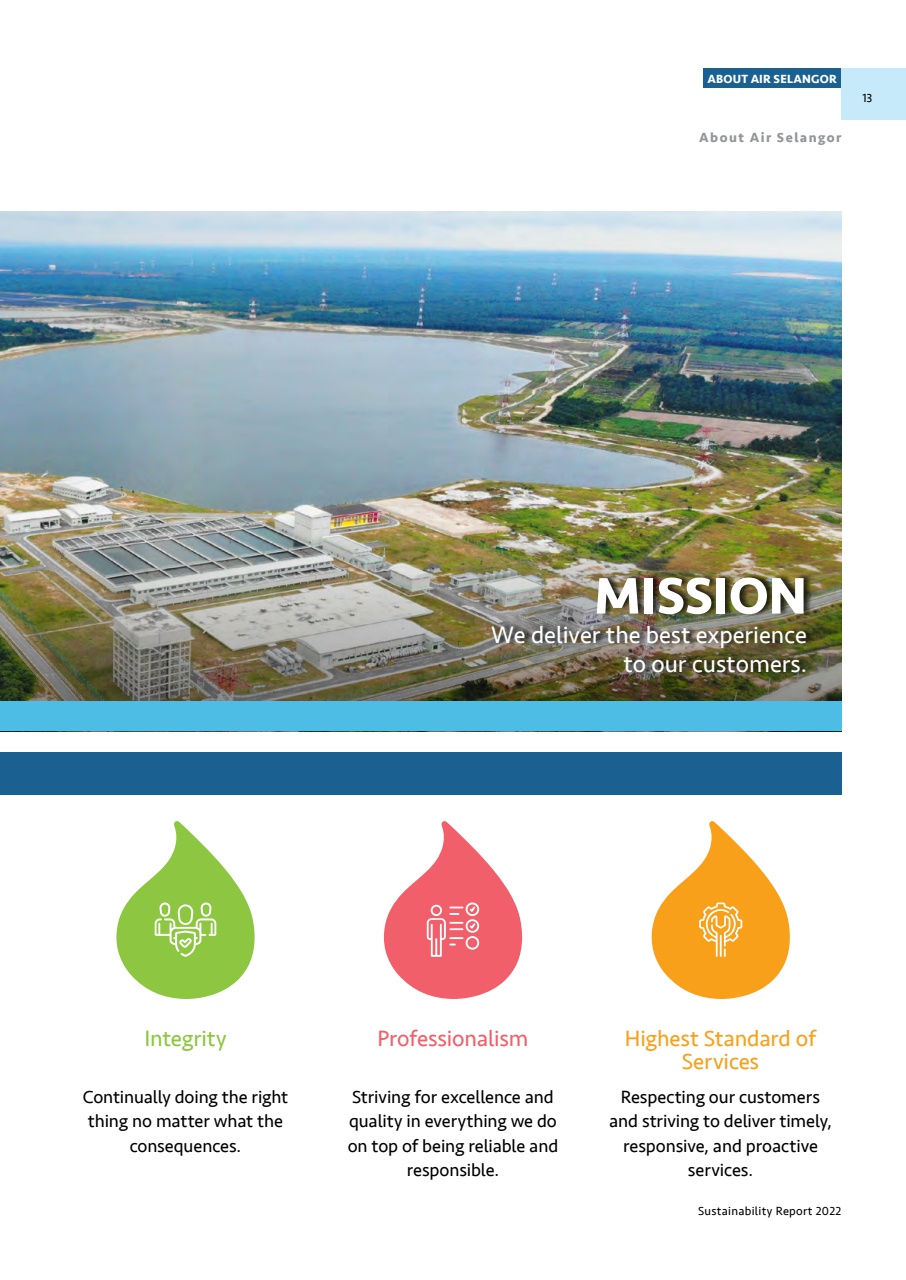 ABOUT AIR SELANGOR
13
About Air Selangor
MISSION
We deliver the best experience
to our customers.
Integrity
Continually doing the right
thing no matter what the
consequences.
Professionalism
Striving for excellence and
quality in everything we do
on top of being reliable and
responsible.
Highest Standard of
Services
Respecting our customers
and striving to deliver timely,
responsive, and proactive
services.
Sustainability Report 2022